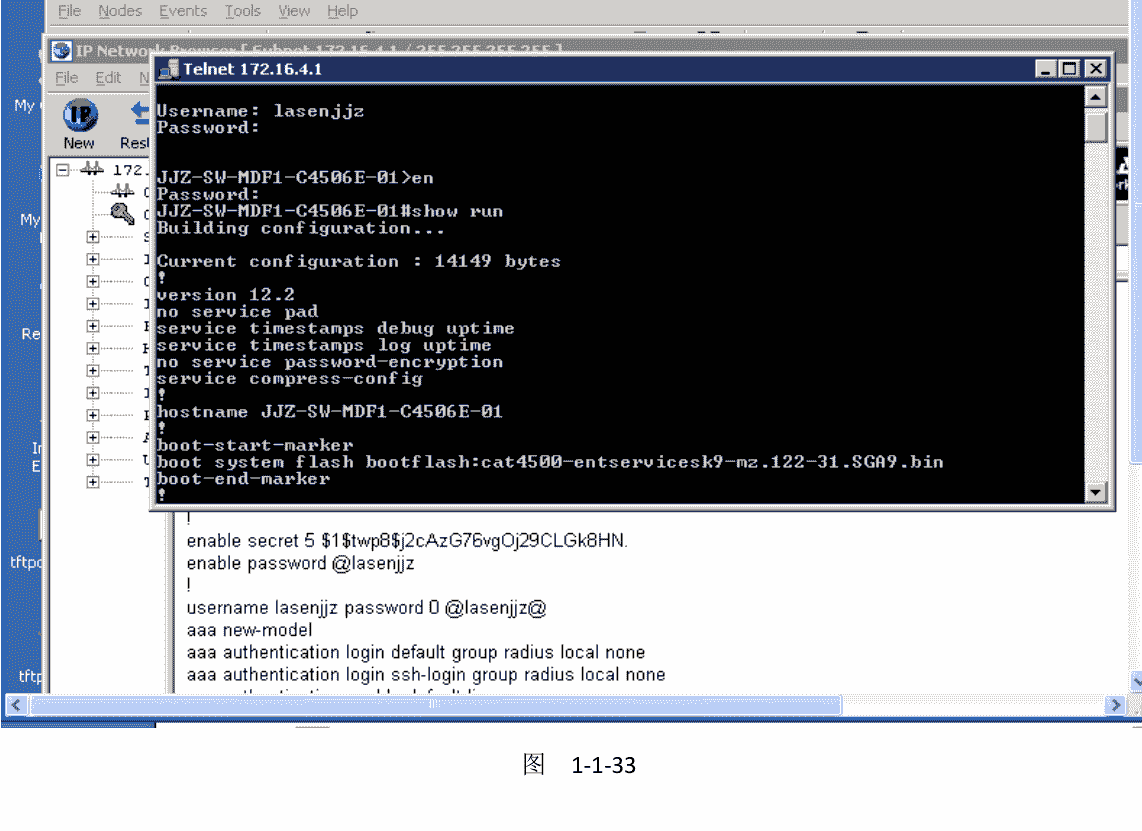 File Nodes Events Tools View Help
IP Network Browser [ Subnet 172.16.4.1 / 255.255.255.255 ]
File Edit
Telnet 172.16.4.1
New
My
172.
My
Re
tftp
tftp
Username: lasenjjz
Password:
JJZ-SW-MDF1-C4506E-01>en
Password:
JJZ-SW-MDF1-C4506E-01#show run
Building configuration...
Current configuration : 14149 bytes
!
version 12.2
no service pad
service timestamps debug uptime
service timestamps log uptime
no service password-encryption
service compress-config
!
hostname JJZ-SW-MDF1-C4506E-01
!
boot-start-marker
boot system flash bootflash:cat4500-entservicesk9-mz.122-31.SGA9.bin
boot-end-marker
!
!
enable secret 5 $1$twp8$j2cAzG76vgOj29CLGk8HN.
enable password @lasenjjz
!
username lasenjjz password 0 @lasenjjz@
aaa new-model
aaa authentication login default group radius local none
aaa authentication login ssh-login group radius local none
图 1-1-33